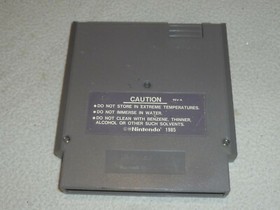 CAUTION
●DO NOT STORE IN EXTREME TEMPERATURES.
●DO NOT IMMERSE IN WATER.
●DO NOT CLEAN WITH BENZENE, THINNER,
ALCOHOL OR OTHER SUCH SOLVENTS.
Nintendo 1985